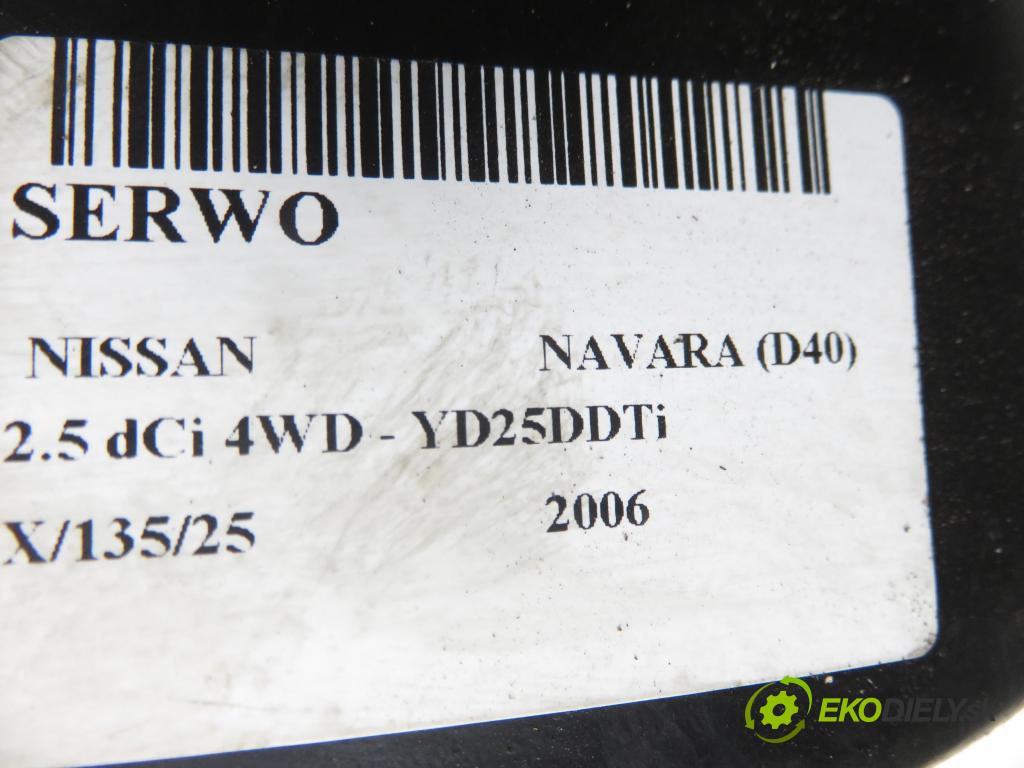 SERWO
NISSAN NAVARA (D40)
2.5 dCi 4WD - YD25DDTi
X/135/25 2006
EKODIELY.sk